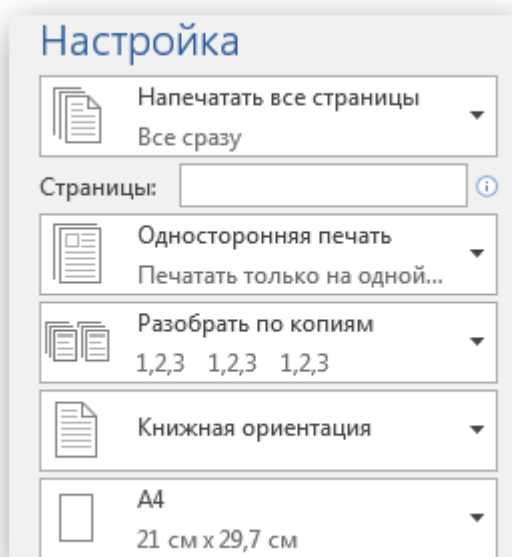 Настройка
Напечатать все страницы
Все сразу
Страницы:
Односторонняя печать
Печатать только на одной...
Разобрать по копиям
1,2,3 1,2,3 1,2,3
Книжная ориентация
A4
21 см x 29,7 см